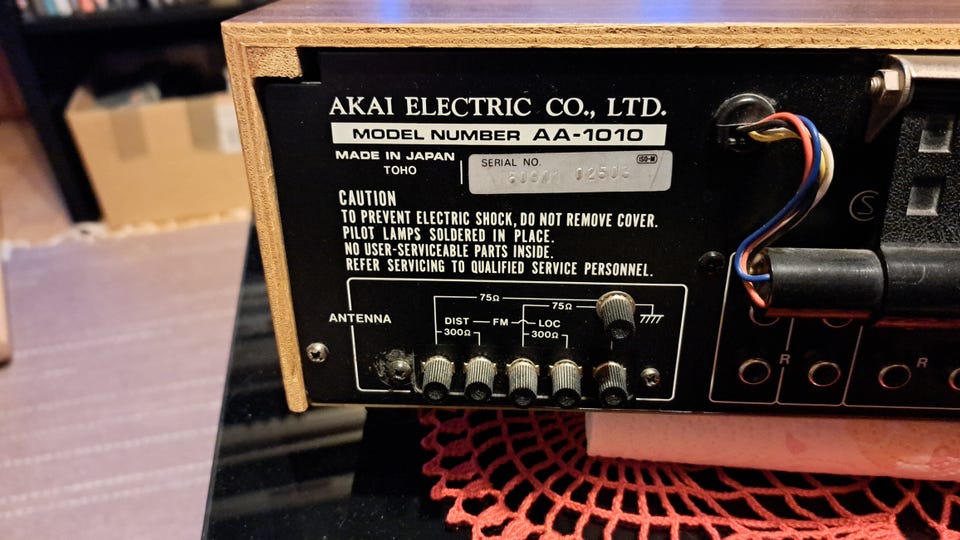 AKAI ELECTRIC CO., LTD.
MODEL NUMBER AA-1010
MADE IN JAPAN
TOHO
SERIAL NO.
ISO-M
CAUTION
TO PREVENT ELECTRIC SHOCK, DO NOT REMOVE COVER.
PILOT LAMPS SOLDERED IN PLACE.
NO USER-SERVICEABLE PARTS INSIDE.
REFER SERVICING TO QUALIFIED SERVICE PERSONNEL.
75Ω
75Ω
ANTENNA
DIST FM LOC
300Ω 300Ω
S
R
R